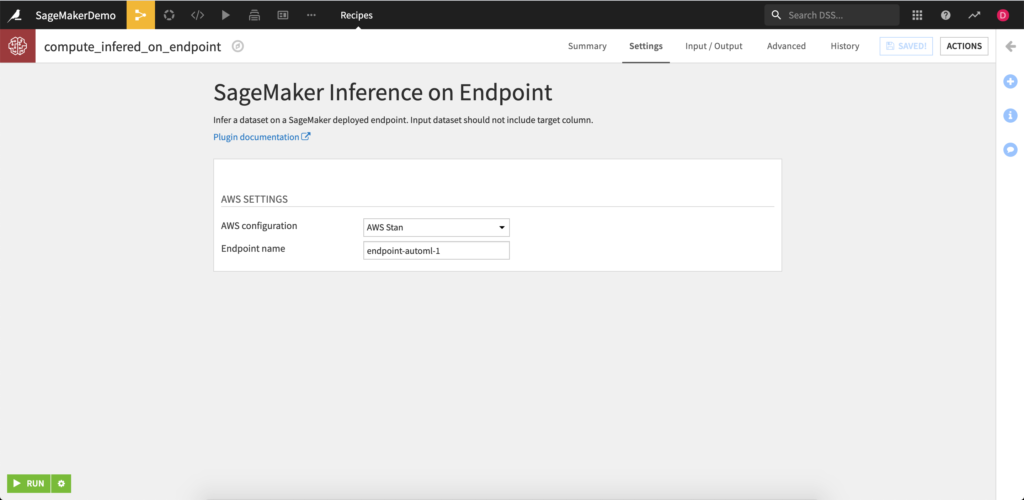 SageMakerDemo
Recipes
Search DSS...
D
compute_infered_on_endpoint
Summary
Settings
Input / Output
Advanced
History
SAVED!
ACTIONS
SageMaker Inference on Endpoint
Infer a dataset on a SageMaker deployed endpoint. Input dataset should not include target column.
Plugin documentation
AWS SETTINGS
AWS configuration
AWS Stan
Endpoint name
endpoint-automl-1
RUN